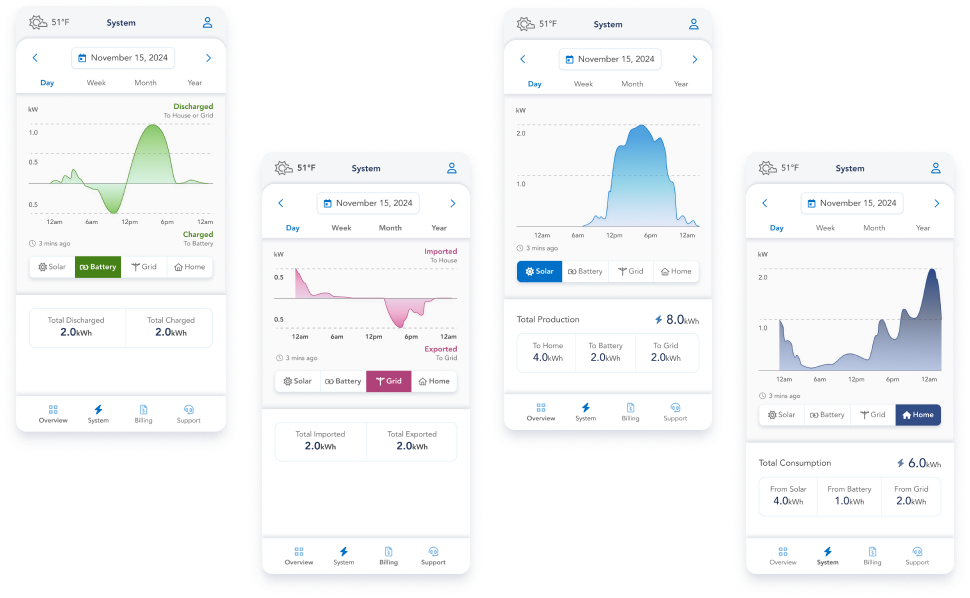 51°F System
November 15, 2024
Day Week Month Year
kW Discharged
To House or Grid
1.0
0.5
0.5
12am 6am 12pm 6pm 12am
Charged
3 mins ago To Battery
Solar Battery Grid Home
Total Discharged Total Charged
2.0kWh 2.0kWh
Overview System Billing Support
51°F System
November 15, 2024
Day Week Month Year
Imported
kW To House
0.5
0.5
12am 6am 12pm 6pm 12am
Exported
3 mins ago To Grid
Solar Battery Grid Home
Total Imported Total Exported
2.0kWh 2.0kWh
Overview System Billing Support
51°F System
November 15, 2024
Day Week Month Year
kW
2.0
1.0
12am 6am 12pm 6pm 12am
3 mins ago
Solar Battery Grid Home
Total Production 8.0kWh
To Home To Battery To Grid
4.0kWh 2.0kWh 2.0kWh
Overview System Billing Support
51°F System
November 15, 2024
Day Week Month Year
kW
2.0
1.0
12am 6am 12pm 6pm 12am
3 mins ago
Solar Battery Grid Home
Total Consumption 6.0kWh
From Solar From Battery From Grid
4.0kWh 1.0kWh 2.0kWh
Overview System Billing Support